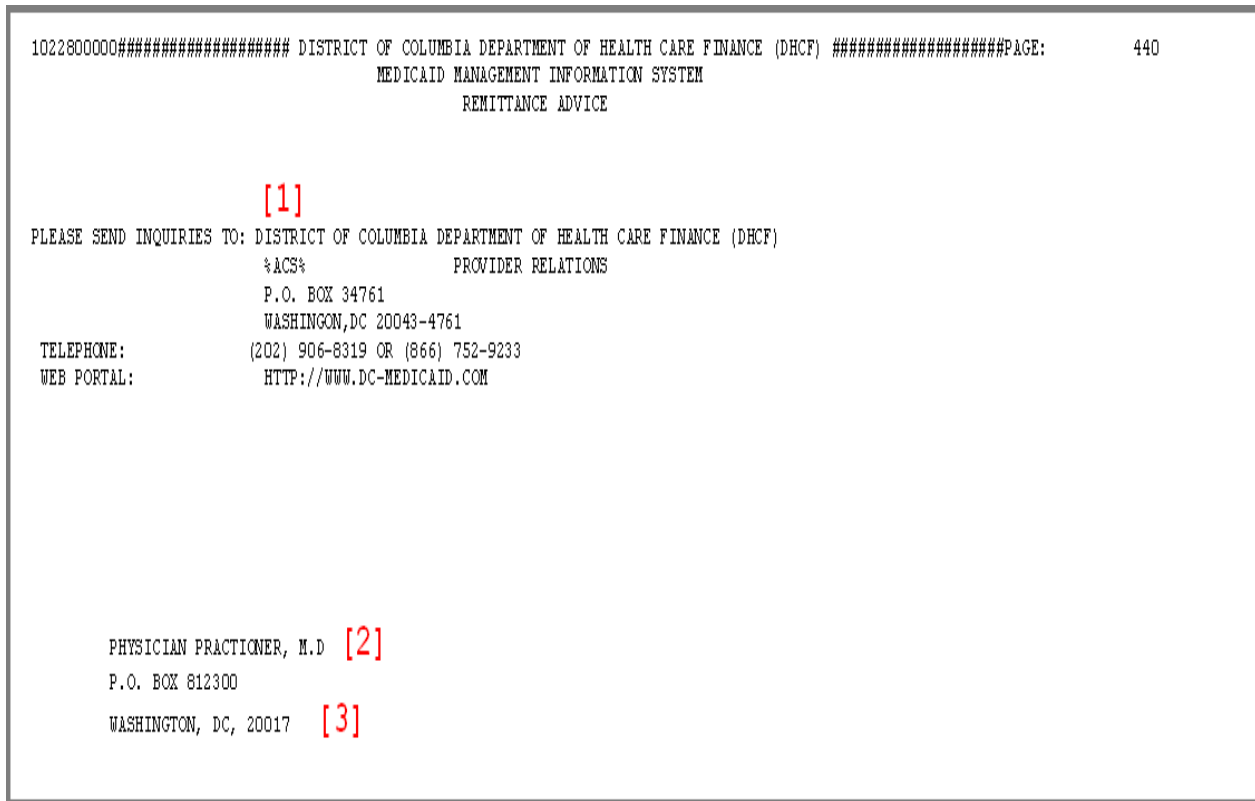 1022800000#################### DISTRICT OF COLUMBIA DEPARTMENT OF HEALTH CARE FINANCE (DHCF) ####################PAGE: 440
MEDICAID MANAGEMENT INFORMATION SYSTEM
REMITTANCE ADVICE
[1]
PLEASE SEND INQUIRIES TO: DISTRICT OF COLUMBIA DEPARTMENT OF HEALTH CARE FINANCE (DHCF)
%ACS% PROVIDER RELATIONS
P.O. BOX 34761
WASHINGON,DC 20043-4761
TELEPHONE: (202) 906-8319 OR (866) 752-9233
WEB PORTAL: HTTP://WWW.DC-MEDICAID.COM
PHYSICIAN PRACTIONER, M.D [2]
P.O. BOX 812300
WASHINGTON, DC, 20017 [3]